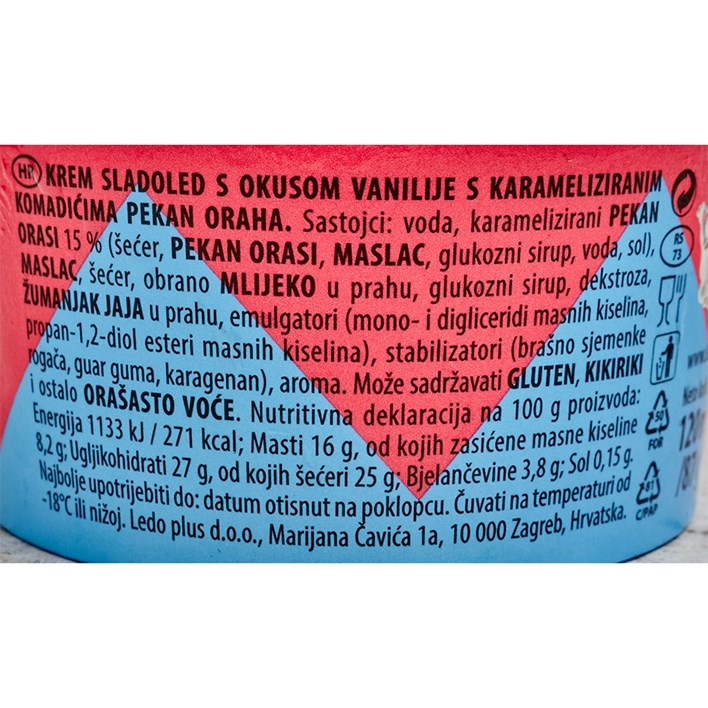 HR KREM SLADOLED S OKUSOM VANILIJE S KARAMELIZIRANIM
KOMADIĆIMA PEKAN ORAHA. Sastojci: voda, karamelizirani PEKAN
ORASI 15 % (šećer, PEKAN ORASI, MASLAC, glukozni sirup, voda, sol),
MASLAC, šećer, obrano MLIJEKO u prahu, glukozni sirup, dekstroza,
ŽUMANJAK JAJA u prahu, emulgatori (mono- i digliceridi masnih kiselina,
propan-1,2-diol esteri masnih kiselina), stabilizatori (brašno sjemenke
rogača, guar guma, karagenan), aroma. Može sadržavati GLUTEN, KIKIRIKI
i ostalo ORAŠASTO VOĆE. Nutritivna deklaracija na 100 g proizvoda:
Energija 1133 kJ / 271 kcal; Masti 16 g, od kojih zasićene masne kiseline
8,2 g; Ugljikohidrati 27 g, od kojih šećeri 25 g; Bjelančevine 3,8 g; Sol 0,15 g.
Najbolje upotrijebiti do: datum otisnut na poklopcu. Čuvati na temperaturi od
-18°C ili nižoj. Ledo plus d.o.o., Marijana Čavića 1a, 10 000 Zagreb, Hrvatska.
RS
73
50
FOR
81
C/PAP